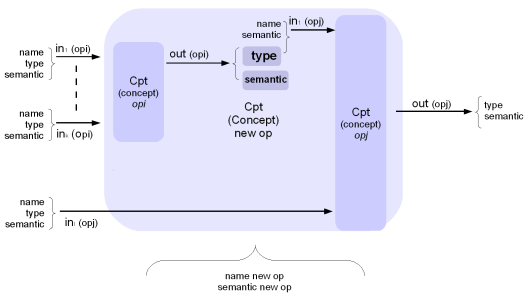 name
semantic
in₁ (opj)
name
type
semantic
in₁ (opi)
out (opi)
type
semantic
Cpt
(concept)
opi
Cpt
(Concept)
new op
Cpt
(concept)
opj
out (opj)
type
semantic
name
type
semantic
inᵢ (opi)
name
type
semantic
inᵢ (opj)
name new op
semantic new op